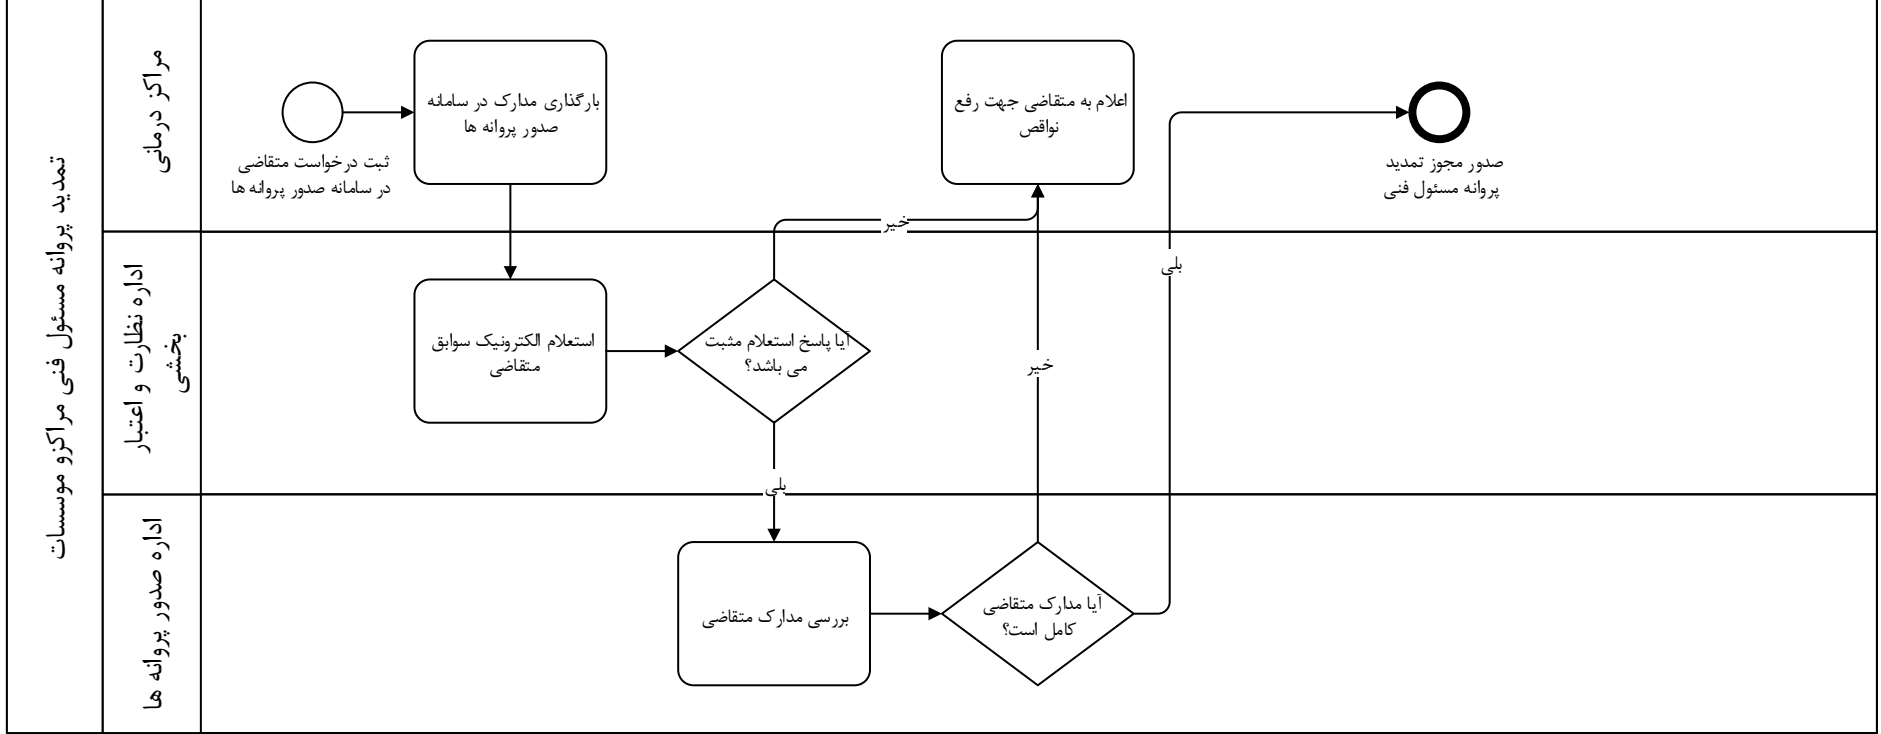 تمدید پروانه مسئول فنی مراکزو موسسات
مراکز درمانی
ثبت درخواست متقاضی
در سامانه صدور پروانه ها
بارگذاری مدارک در سامانه
صدور پروانه ها
اعلام به متقاضی جهت رفع
نواقص
صدور مجوز تمدید
پروانه مسئول فنی
خیر
اداره نظارت و اعتبار
بخشی
استعلام الکترونیک سوابق
متقاضی
آیا پاسخ استعلام مثبت
می باشد؟
خیر
بلی
بلی
اداره صدور پروانه ها
بررسی مدارک متقاضی
آیا مدارک متقاضی
کامل است؟